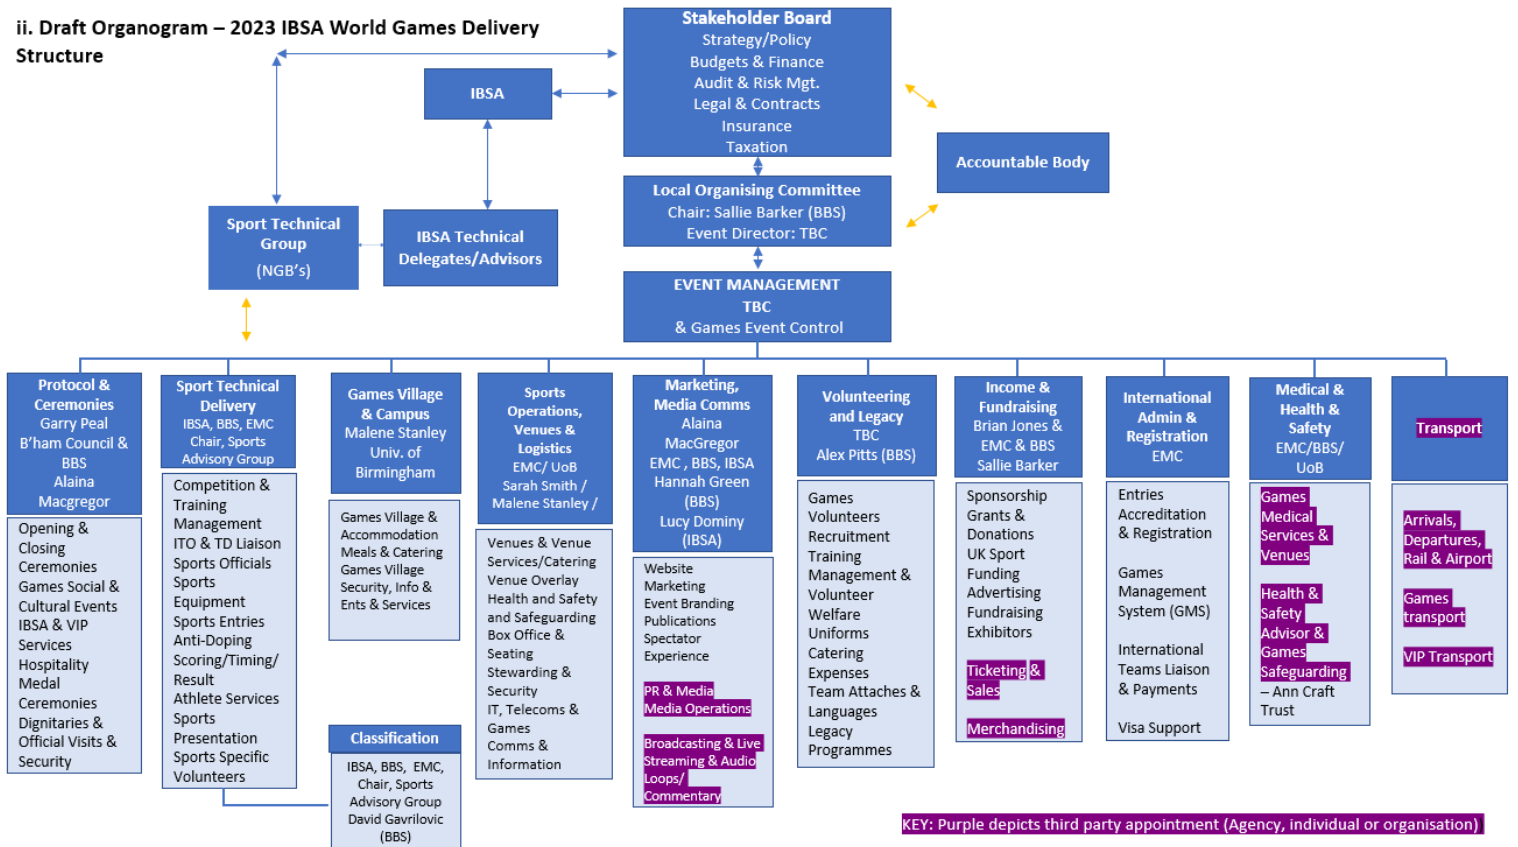 ii. Draft Organogram – 2023 IBSA World Games Delivery
Structure
Stakeholder Board
Strategy/Policy
Budgets & Finance
Audit & Risk Mgt.
Legal & Contracts
Insurance
Taxation
IBSA
Accountable Body
Local Organising Committee
Chair: Sallie Barker (BBS)
Event Director: TBC
Sport Technical
Group
(NGB's)
IBSA Technical
Delegates/Advisors
EVENT MANAGEMENT
TBC
& Games Event Control
Protocol &
Ceremonies
Garry Peal
B'ham Council &
BBS
Alaina
Macgregor
Opening &
Closing
Ceremonies
Games Social &
Cultural Events
IBSA & VIP
Services
Hospitality
Medal
Ceremonies
Dignitaries &
Official Visits &
Security
Sport Technical
Delivery
IBSA, BBS, EMC
Chair, Sports
Advisory Group
Competition &
Training
Management
ITO & TD Liaison
Sports Officials
Sports
Equipment
Sports Entries
Anti-Doping
Scoring/Timing/
Result
Athlete Services
Sports
Presentation
Sports Specific
Volunteers
Games Village
& Campus
Malene Stanley
Univ. of
Birmingham
Games Village &
Accommodation
Meals & Catering
Games Village
Security, Info &
Ents & Services
Classification
IBSA, BBS, EMC,
Chair, Sports
Advisory Group
David Gavrilovic
(BBS)
Sports
Operations,
Venues &
Logistics
EMC/ UoB
Sarah Smith /
Malene Stanley /
Venues & Venue
Services/Catering
Venue Overlay
Health and Safety
and Safeguarding
Box Office &
Seating
Stewarding &
Security
IT, Telecoms &
Games
Comms &
Information
Marketing,
Media Comms
Alaina
MacGregor
EMC , BBS, IBSA
Hannah Green
(BBS)
Lucy Dominy
(IBSA)
Website
Marketing
Event Branding
Publications
Spectator
Experience
PR & Media
Media Operations
Broadcasting & Live
Streaming & Audio
Loops/
Commentary
Volunteering
and Legacy
TBC
Alex Pitts (BBS)
Games
Volunteers
Recruitment
Training
Management &
Volunteer
Welfare
Uniforms
Catering
Expenses
Team Attaches &
Languages
Legacy
Programmes
Income &
Fundraising
Brian Jones &
EMC & BBS
Sallie Barker
Sponsorship
Grants &
Donations
UK Sport
Funding
Advertising
Fundraising
Exhibitors
Ticketing &
Sales
Merchandising
International
Admin &
Registration
EMC
Entries
Accreditation
& Registration
Games
Management
System (GMS)
International
Teams Liaison
& Payments
Visa Support
Medical &
Health &
Safety
EMC/BBS/
UoB
Games
Medical
Services &
Venues
Health &
Safety
Advisor &
Games
Safeguarding
– Ann Craft
Trust
Transport
Arrivals,
Departures,
Rail & Airport
Games
transport
VIP Transport
KEY: Purple depicts third party appointment (Agency, individual or organisation))